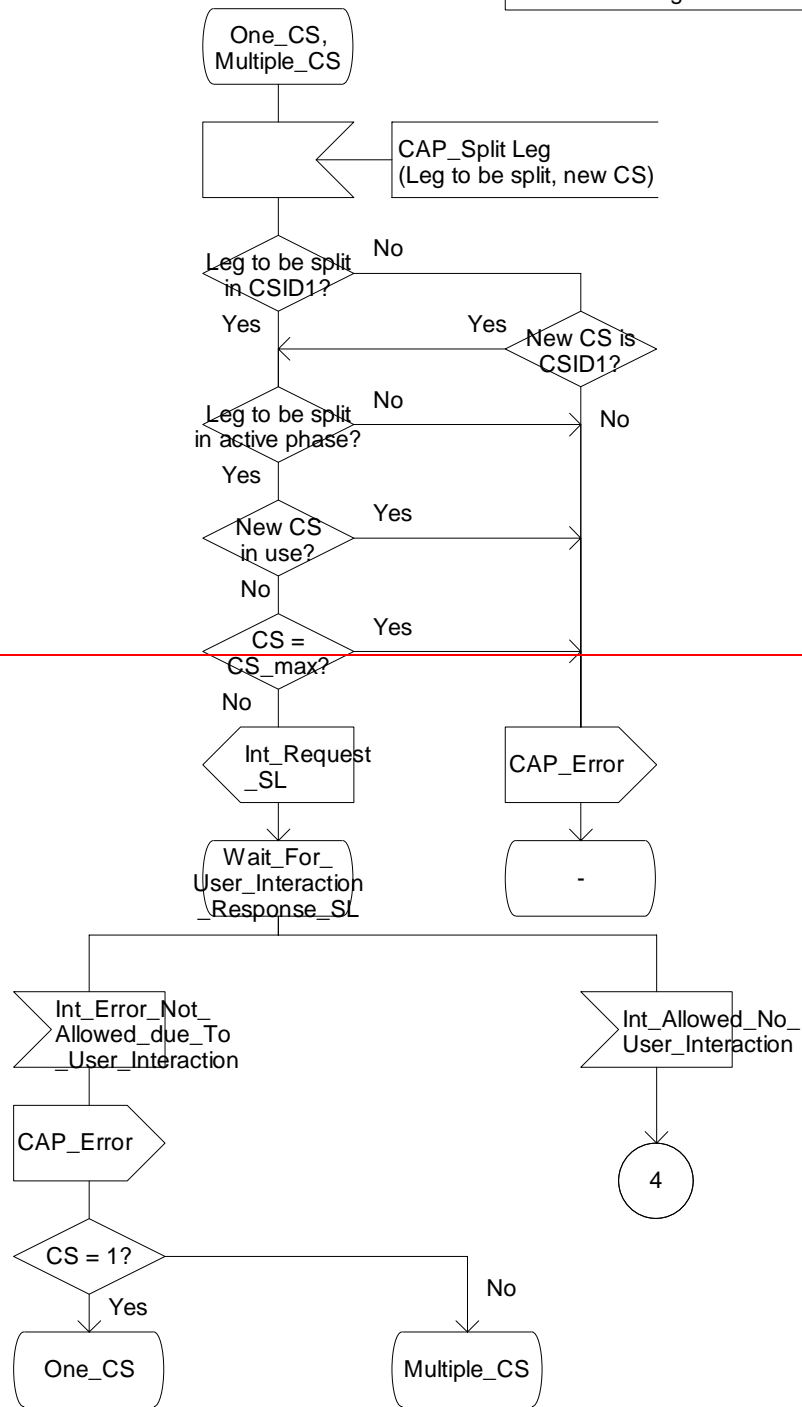 One_CS,
Multiple_CS
CAP_Split Leg
(Leg to be split, new CS)
Leg to be split
in CSID1?
No
Yes
Yes
New CS is
CSID1?
Leg to be split
in active phase?
No
No
Yes
New CS
in use?
Yes
No
CS =
CS_max?
Yes
No
Int_Request
_SL
CAP_Error
Wait_For_
User_Interaction
_Response_SL
-
Int_Error_Not_
Allowed_due_To
_User_Interaction
Int_Allowed_No_
User_Interaction
CAP_Error
4
CS = 1?
No
Yes
One_CS
Multiple_CS